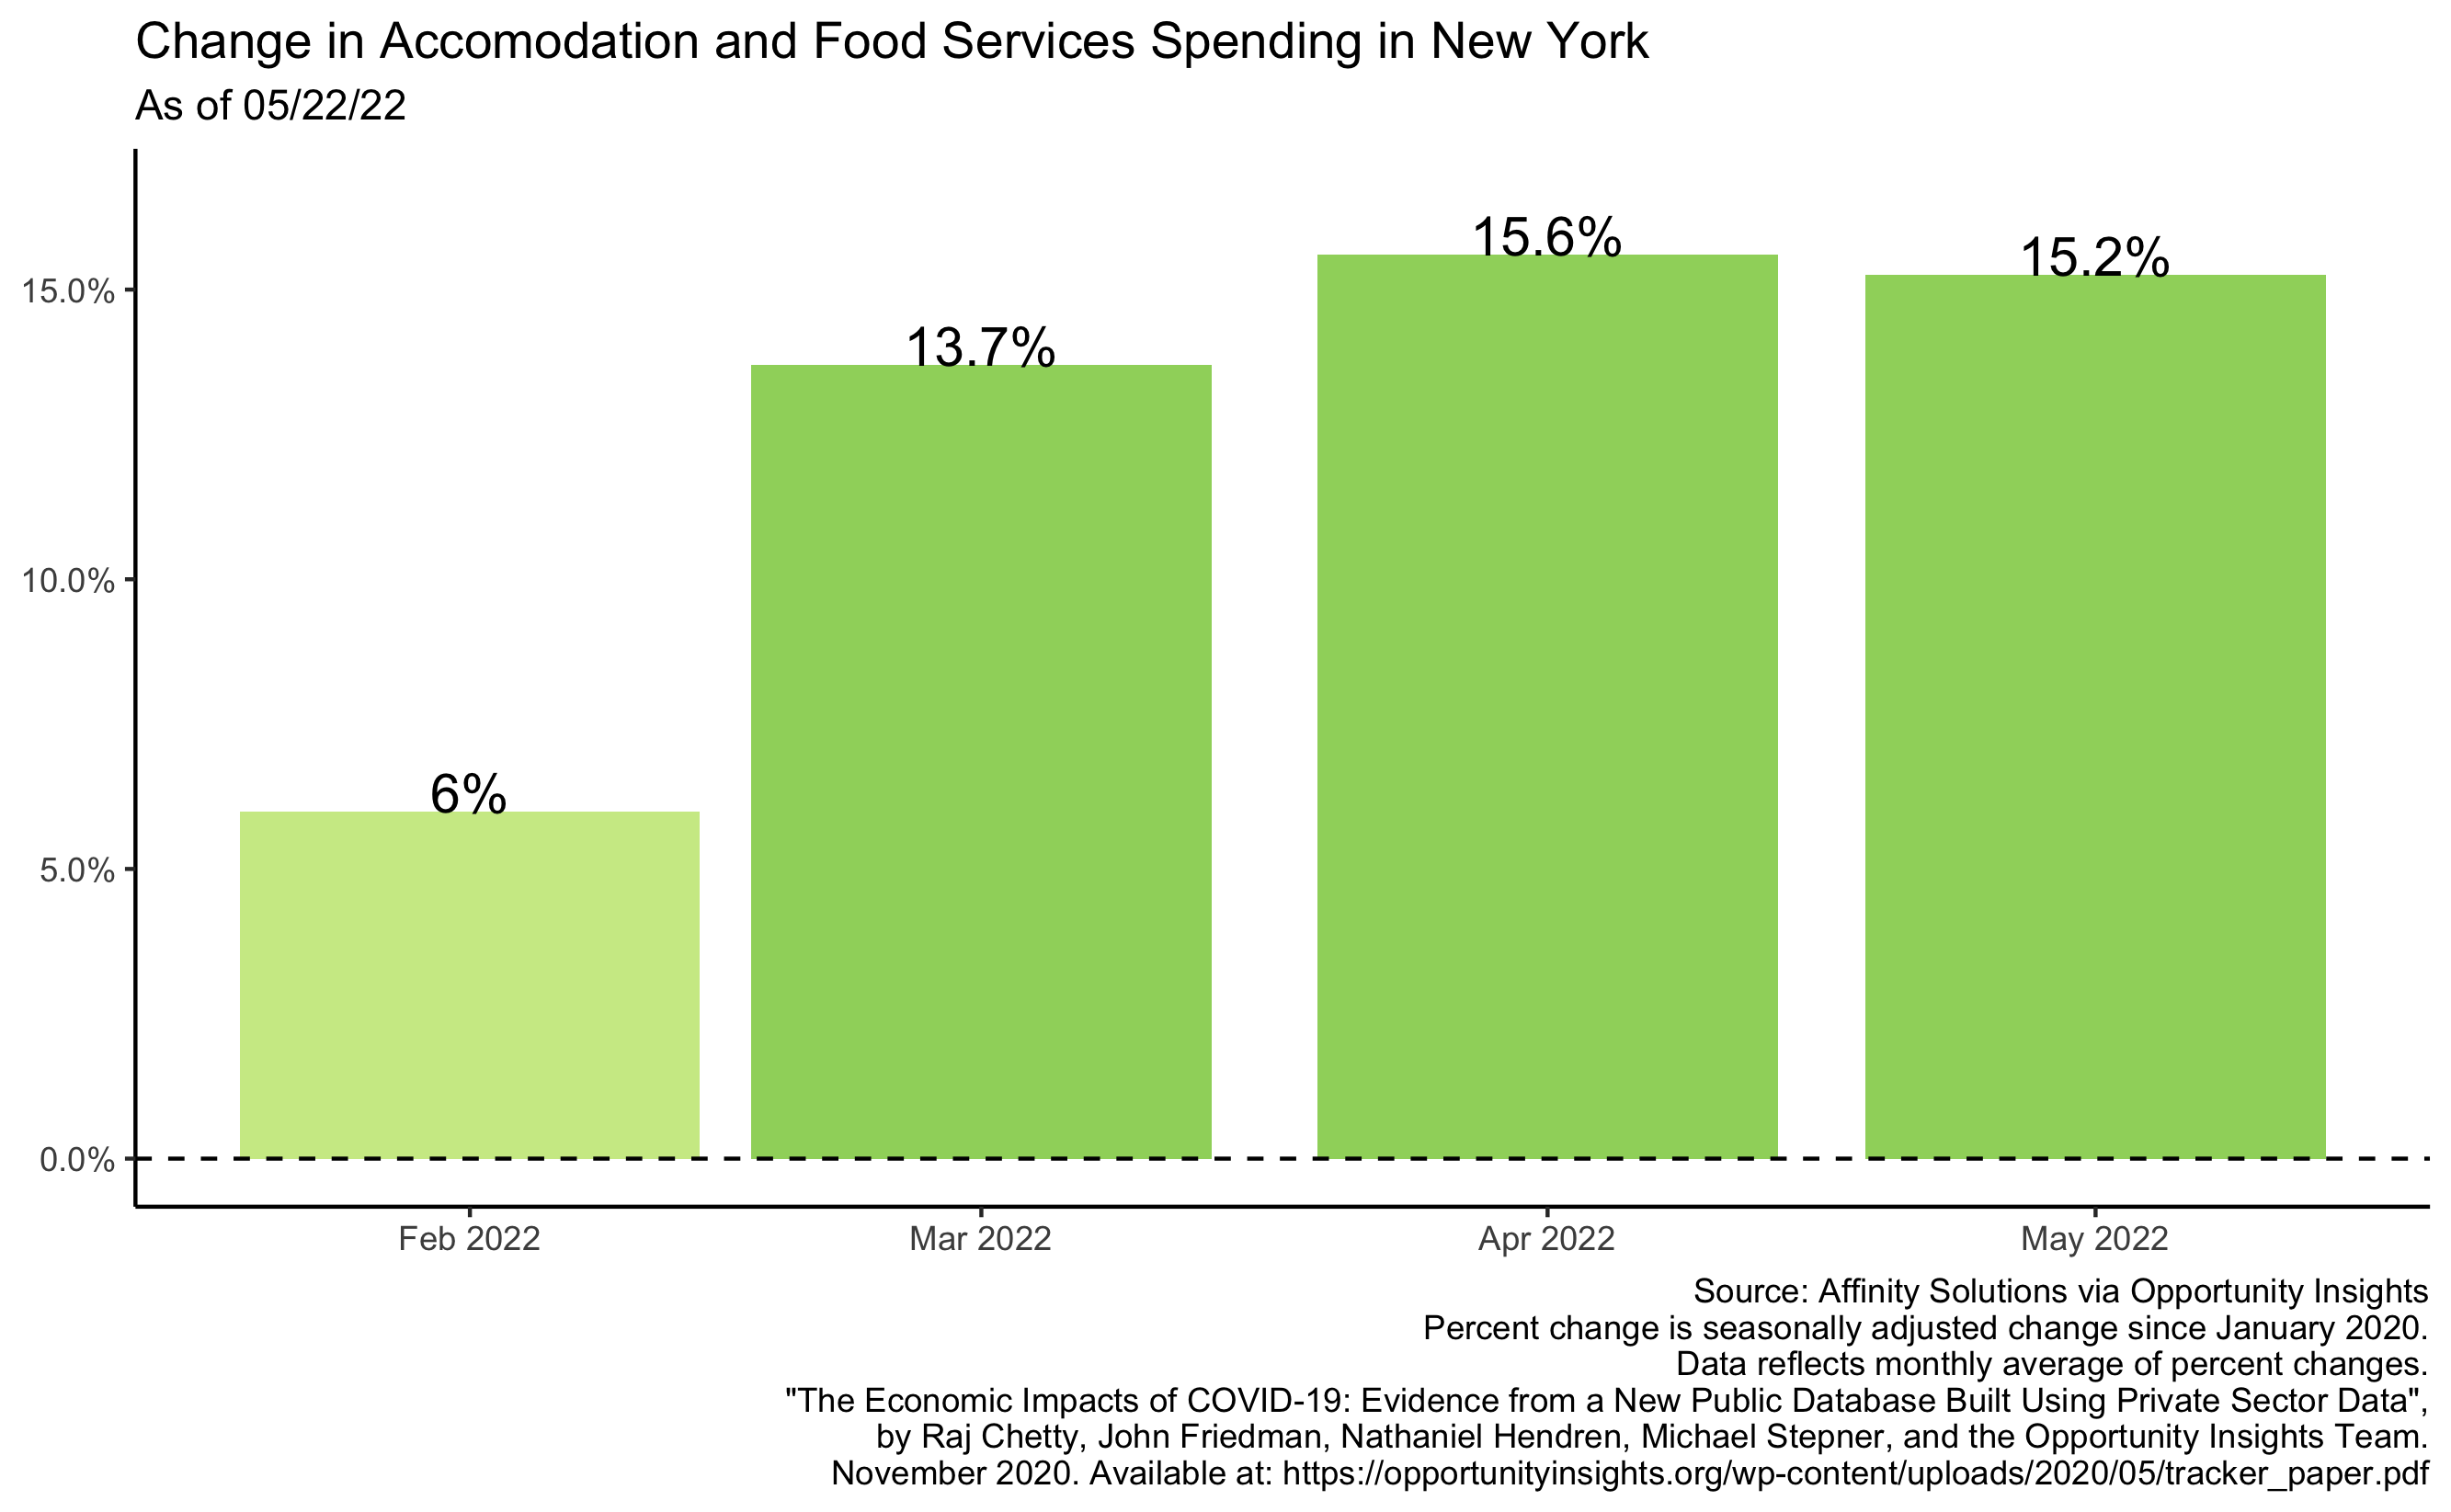 Change in Accomodation and Food Services Spending in New York
As of 05/22/22
15.0%
10.0%
5.0%
0.0%
6%
13.7%
15.6%
15.2%
Feb 2022
Mar 2022
Apr 2022
May 2022
Source: Affinity Solutions via Opportunity Insights
Percent change is seasonally adjusted change since January 2020.
Data reflects monthly average of percent changes.
"The Economic Impacts of COVID-19: Evidence from a New Public Database Built Using Private Sector Data",
by Raj Chetty, John Friedman, Nathaniel Hendren, Michael Stepner, and the Opportunity Insights Team.
November 2020. Available at: https://opportunityinsights.org/wp-content/uploads/2020/05/tracker_paper.pdf